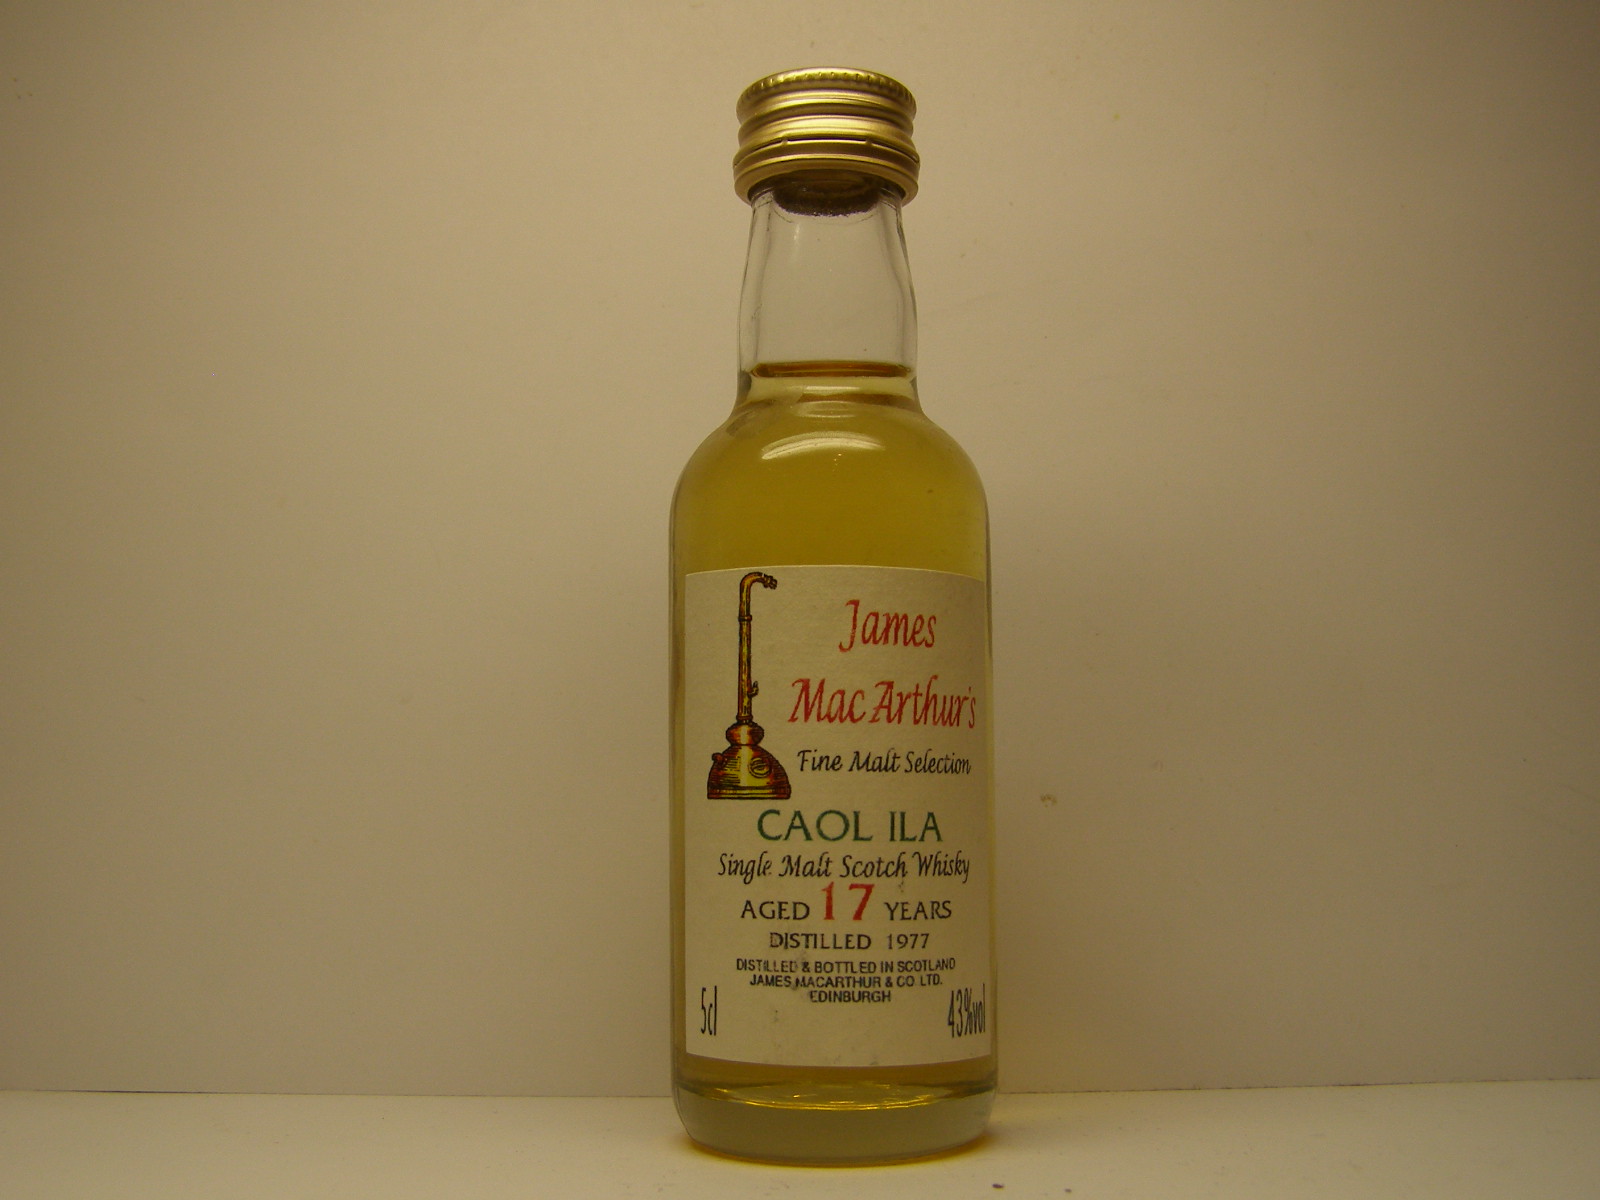 James
MacArthur's
Fine Malt Selection
CAOL ILA
Single Malt Scotch Whisky
AGED 17 YEARS
DISTILLED 1977
DISTILLED & BOTTLED IN SCOTLAND
JAMES MACARTHUR & CO. LTD.
EDINBURGH
5cl 43%vol